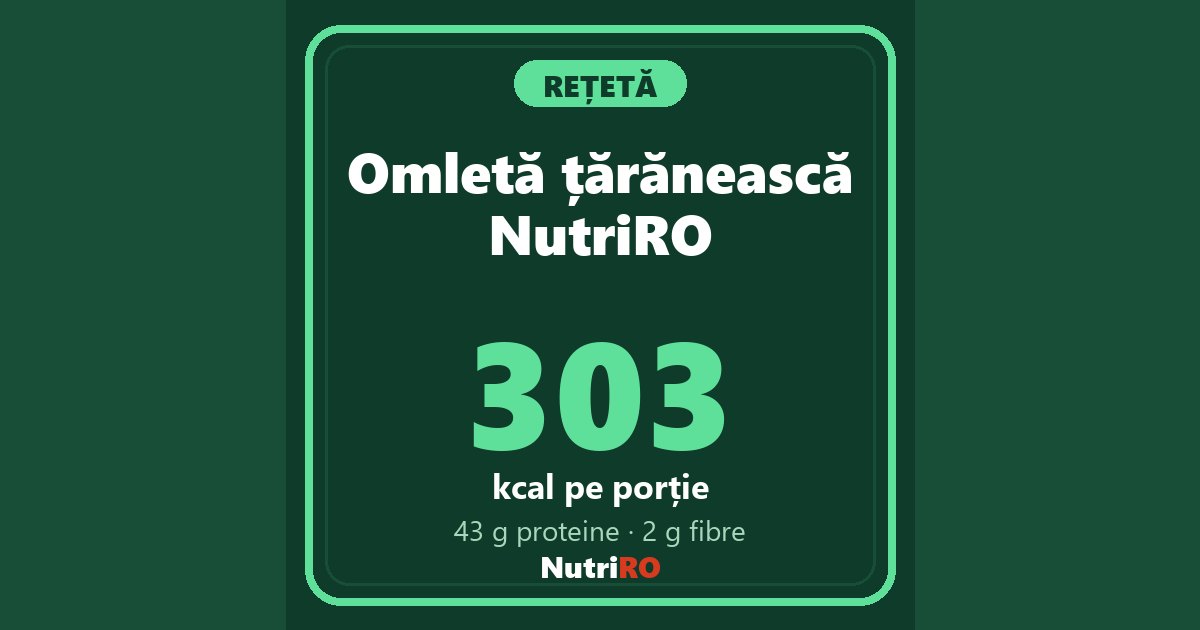 REȚETĂ
Omletă țărănească
NutriRO
303
kcal pe porție
43 g proteine · 2 g fibre
NutriRO